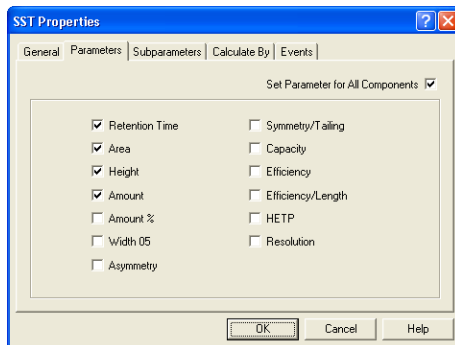 SST Properties
General Parameters Subparameters Calculate By Events
Set Parameter for All Components
Retention Time Symmetry/Tailing
Area Capacity
Height Efficiency
Amount Efficiency/Length
Amount % HETP
Width 05 Resolution
Asymmetry
OK Cancel Help